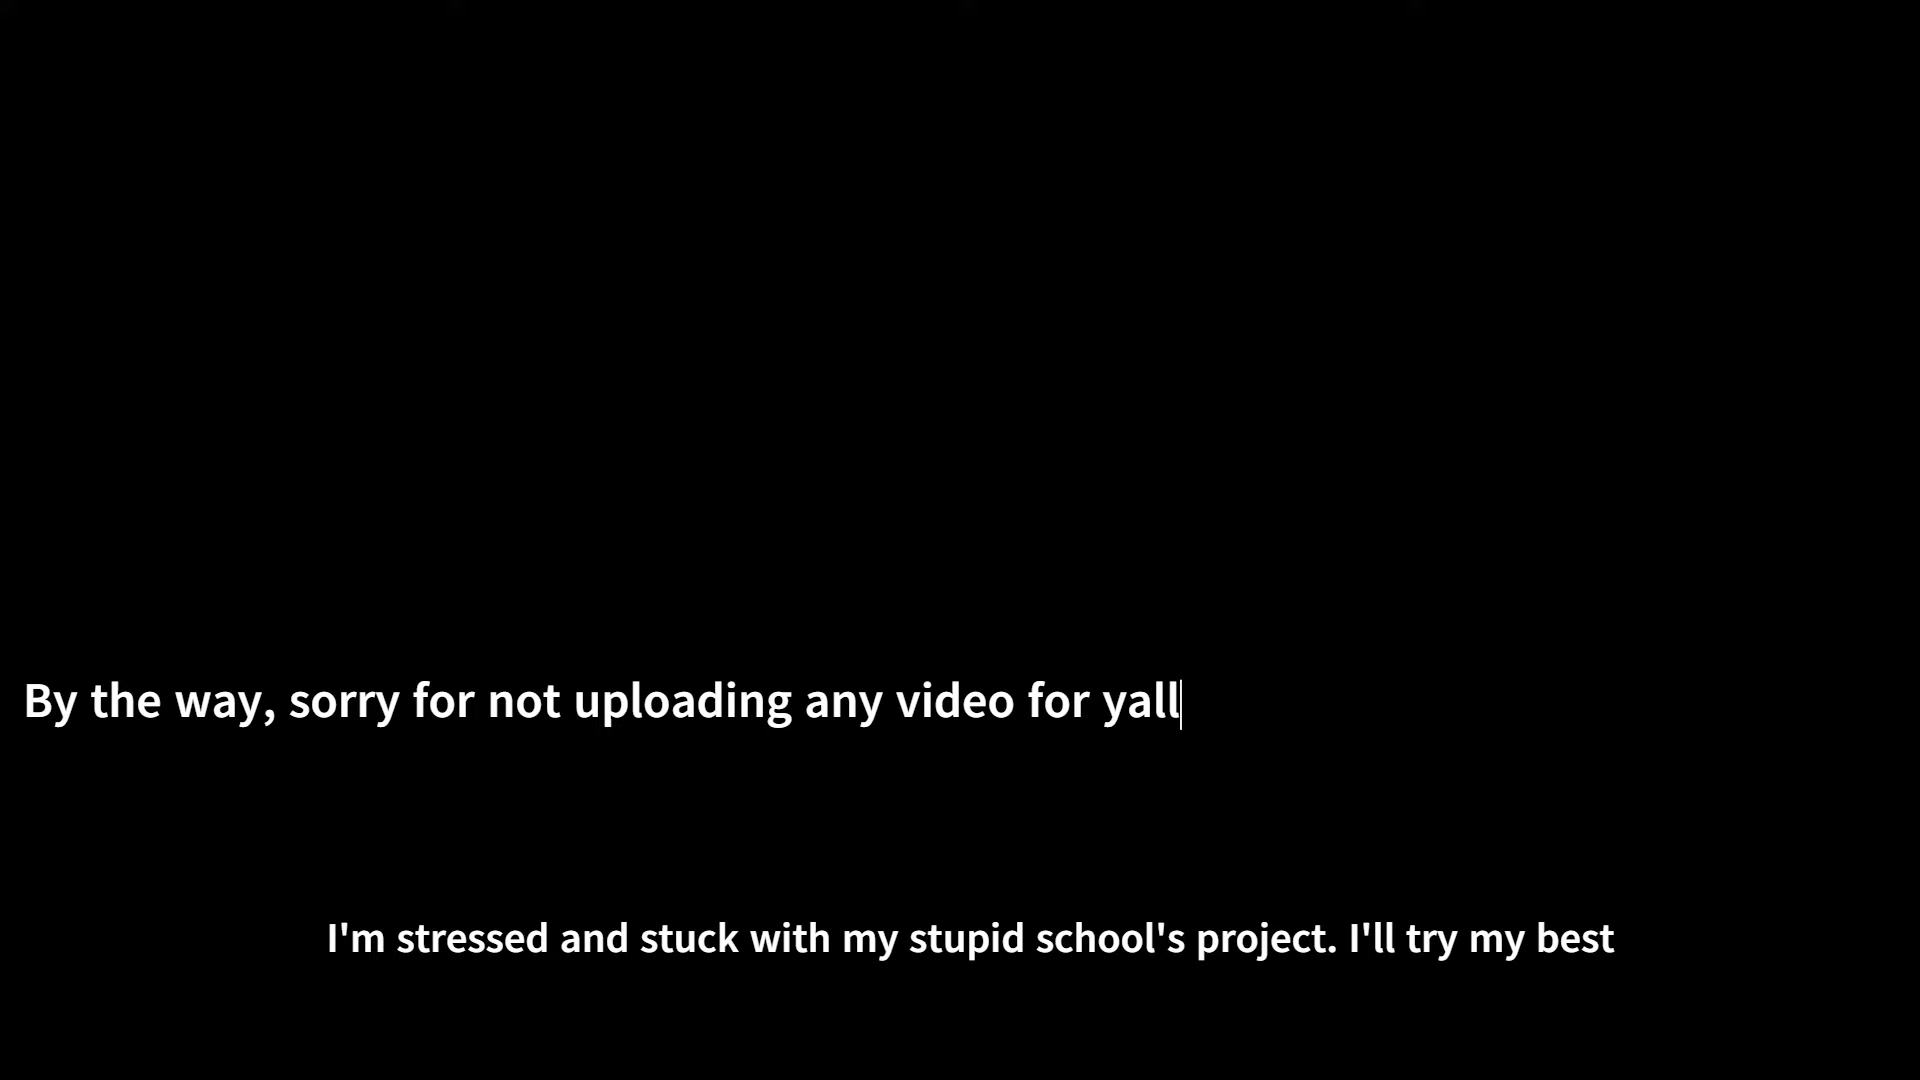 By the way, sorry for not uploading any video for yall
I'm stressed and stuck with my stupid school's project. I'll try my best